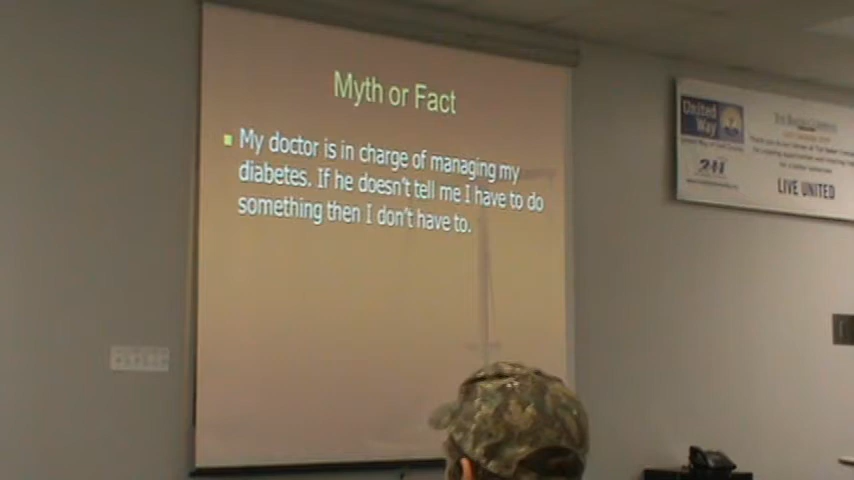 Myth or Fact
My doctor is in charge of managing my
diabetes. If he doesn't tell me I have to do
something then I don't have to.
United
Way
211
LIVE UNITED